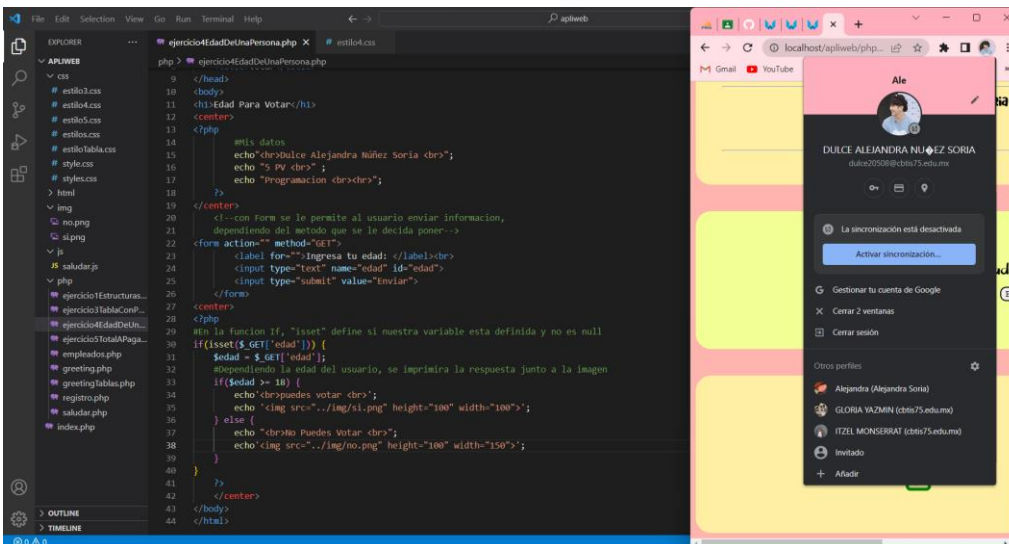 File Edit Selection View Go Run Terminal Help
apliweb
EXPLORER
APLIWEB
css
estilo3.css
estilo4.css
estilo5.css
estilos.css
estiloTabla.css
style.css
styles.css
html
img
no.png
si.png
js
JS saludar.js
php
ejercicio1Estructuras...
ejercicio3TablaConP...
ejercicio4EdadDeUn...
ejercicio5TotalAPaga...
empleados.php
greeting.php
greetingTablas.php
registro.php
saludar.php
index.php
OUTLINE
TIMELINE
ejercicio4EdadDeUnaPersona.php
# estilo4.css
php > ejercicio4EdadDeUnaPersona.php
9 </head>
10 <body>
11 <h1>Edad Para Votar</h1>
12 <center>
13 <?php
14 #Mis datos
15 echo"<hr>Dulce Alejandra Núñez Soria <br>";
16 echo "5 PV <br>" ;
17 echo "Programacion <br><hr>";
18 ?>
19 </center>
20 <!--con Form se le permite al usuario enviar informacion,
21 dependiendo del metodo que se le decida poner-->
22 <form action="" method="GET">
23 <label for="">Ingresa tu edad: </label><br>
24 <input type="text" name="edad" id="edad">
25 <input type="submit" value="Enviar">
26 </form>
27 <center>
28 <?php
29 #En la funcion If, "isset" define si nuestra variable esta definida y no es null
30 if(isset($_GET['edad'])) {
31 $edad = $_GET['edad'];
32 #Dependiendo la edad del usuario, se imprimira la respuesta junto a la imagen
33 if($edad >= 18) {
34 echo'<br>puedes votar <br>';
35 echo '<img src="../img/si.png" height="100" width="100">';
36 } else {
37 echo "<br>No Puedes Votar <br>";
38 echo'<img src="../img/no.png" height="100" width="150">';
39 }
40 }
41 ?>
42 </center>
43 </body>
44 </html>
localhost/apliweb/php...
Gmail YouTube
Ale
DULCE ALEJANDRA NU�EZ SORIA
dulce20508@cbtis75.edu.mx
La sincronización está desactivada
Activar sincronización...
Gestionar tu cuenta de Google
Cerrar 2 ventanas
Cerrar sesión
Otros perfiles
Alejandra (Alejandra Soria)
GLORIA YAZMIN (cbtis75.edu.mx)
ITZEL MONSERRAT (cbtis75.edu.mx)
Invitado
Añadir